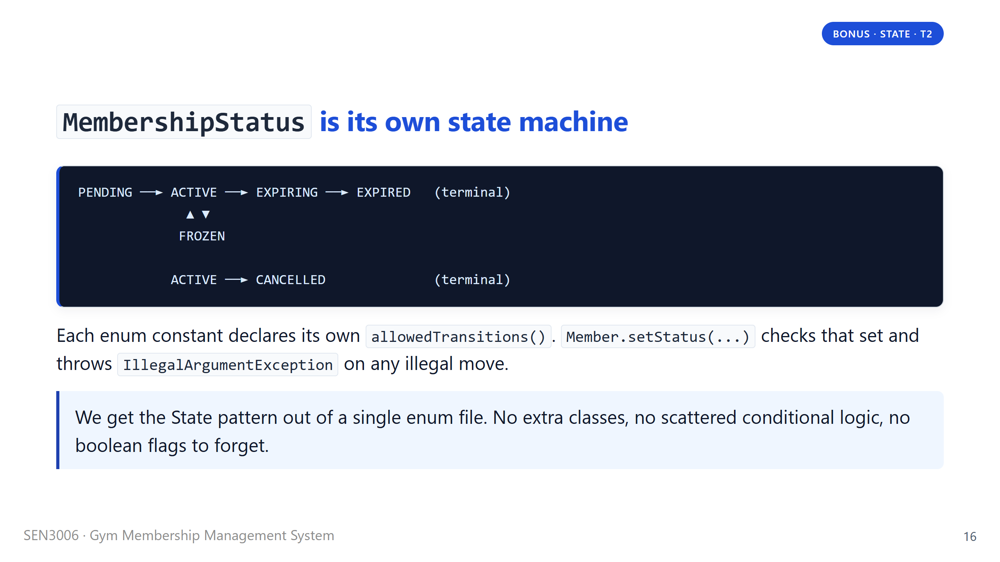 BONUS · STATE · T2
MembershipStatus is its own state machine
PENDING ──► ACTIVE ──► EXPIRING ──► EXPIRED (terminal)
▲ ▼
FROZEN
ACTIVE ──► CANCELLED (terminal)
Each enum constant declares its own allowedTransitions(). Member.setStatus(...) checks that set and
throws IllegalArgumentException on any illegal move.
We get the State pattern out of a single enum file. No extra classes, no scattered conditional logic, no
boolean flags to forget.
SEN3006 · Gym Membership Management System
16